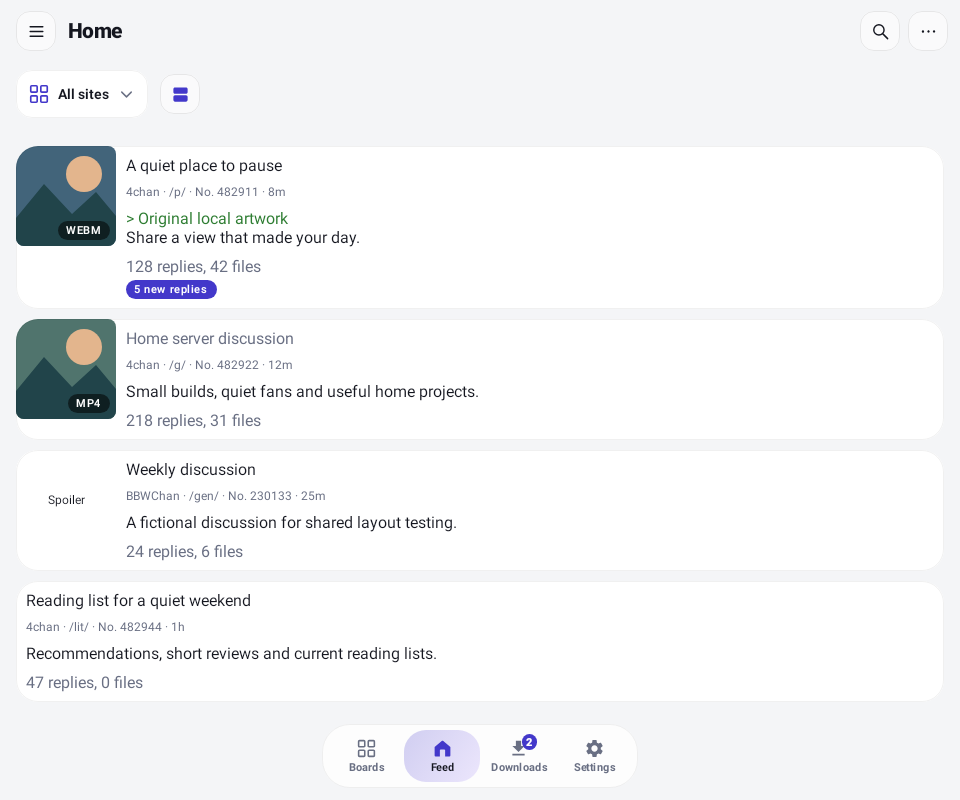 Home
All sites
A quiet place to pause
4chan · /p/ · No. 482911 · 8m
> Original local artwork
Share a view that made your day.
128 replies, 42 files
5 new replies
WEBM
Home server discussion
4chan · /g/ · No. 482922 · 12m
Small builds, quiet fans and useful home projects.
218 replies, 31 files
MP4
Weekly discussion
BBWChan · /gen/ · No. 230133 · 25m
Spoiler
A fictional discussion for shared layout testing.
24 replies, 6 files
Reading list for a quiet weekend
4chan · /lit/ · No. 482944 · 1h
Recommendations, short reviews and current reading lists.
47 replies, 0 files
Boards
Feed
2
Downloads
Settings